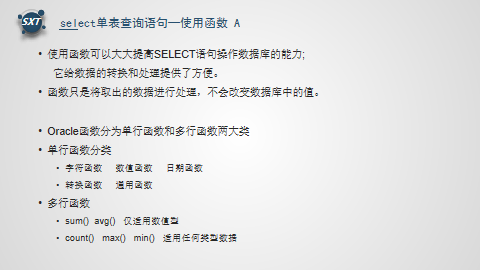 SXT
select单表查询语句—使用函数 A
• 使用函数可以大大提高SELECT语句操作数据库的能力;
它给数据的转换和处理提供了方便。
• 函数只是将取出的数据进行处理，不会改变数据库中的值。
• Oracle函数分为单行函数和多行函数两大类
• 单行函数分类
• 字符函数 数值函数 日期函数
• 转换函数 通用函数
• 多行函数
• sum() avg() 仅适用数值型
• count() max() min() 适用任何类型数据